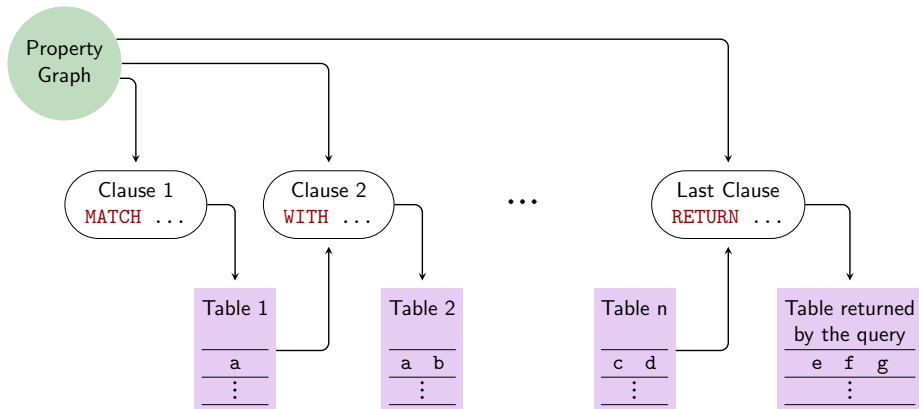 Property
Graph
Clause 1
MATCH ...
Clause 2
WITH ...
...
Last Clause
RETURN ...
Table 1
a
⋮
Table 2
a b
⋮
Table n
c d
⋮
Table returned
by the query
e f g
⋮